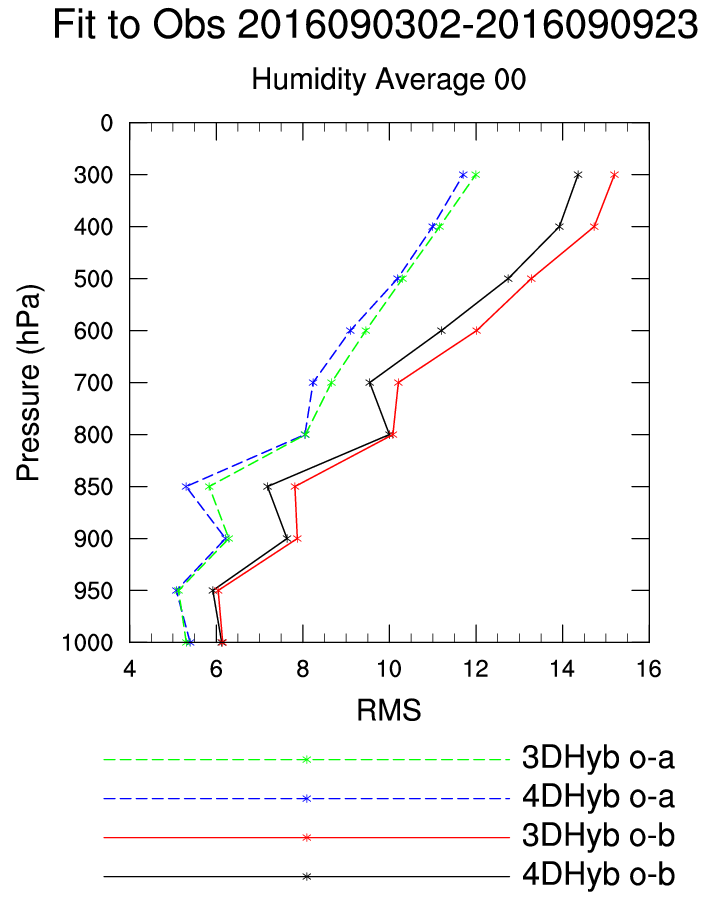 Fit to Obs 2016090302-2016090923
Humidity Average 00
0
300
400
500
600
700
800
850
900
950
1000
Pressure (hPa)
4 6 8 10 12 14 16
RMS
3DHyb o-a
4DHyb o-a
3DHyb o-b
4DHyb o-b